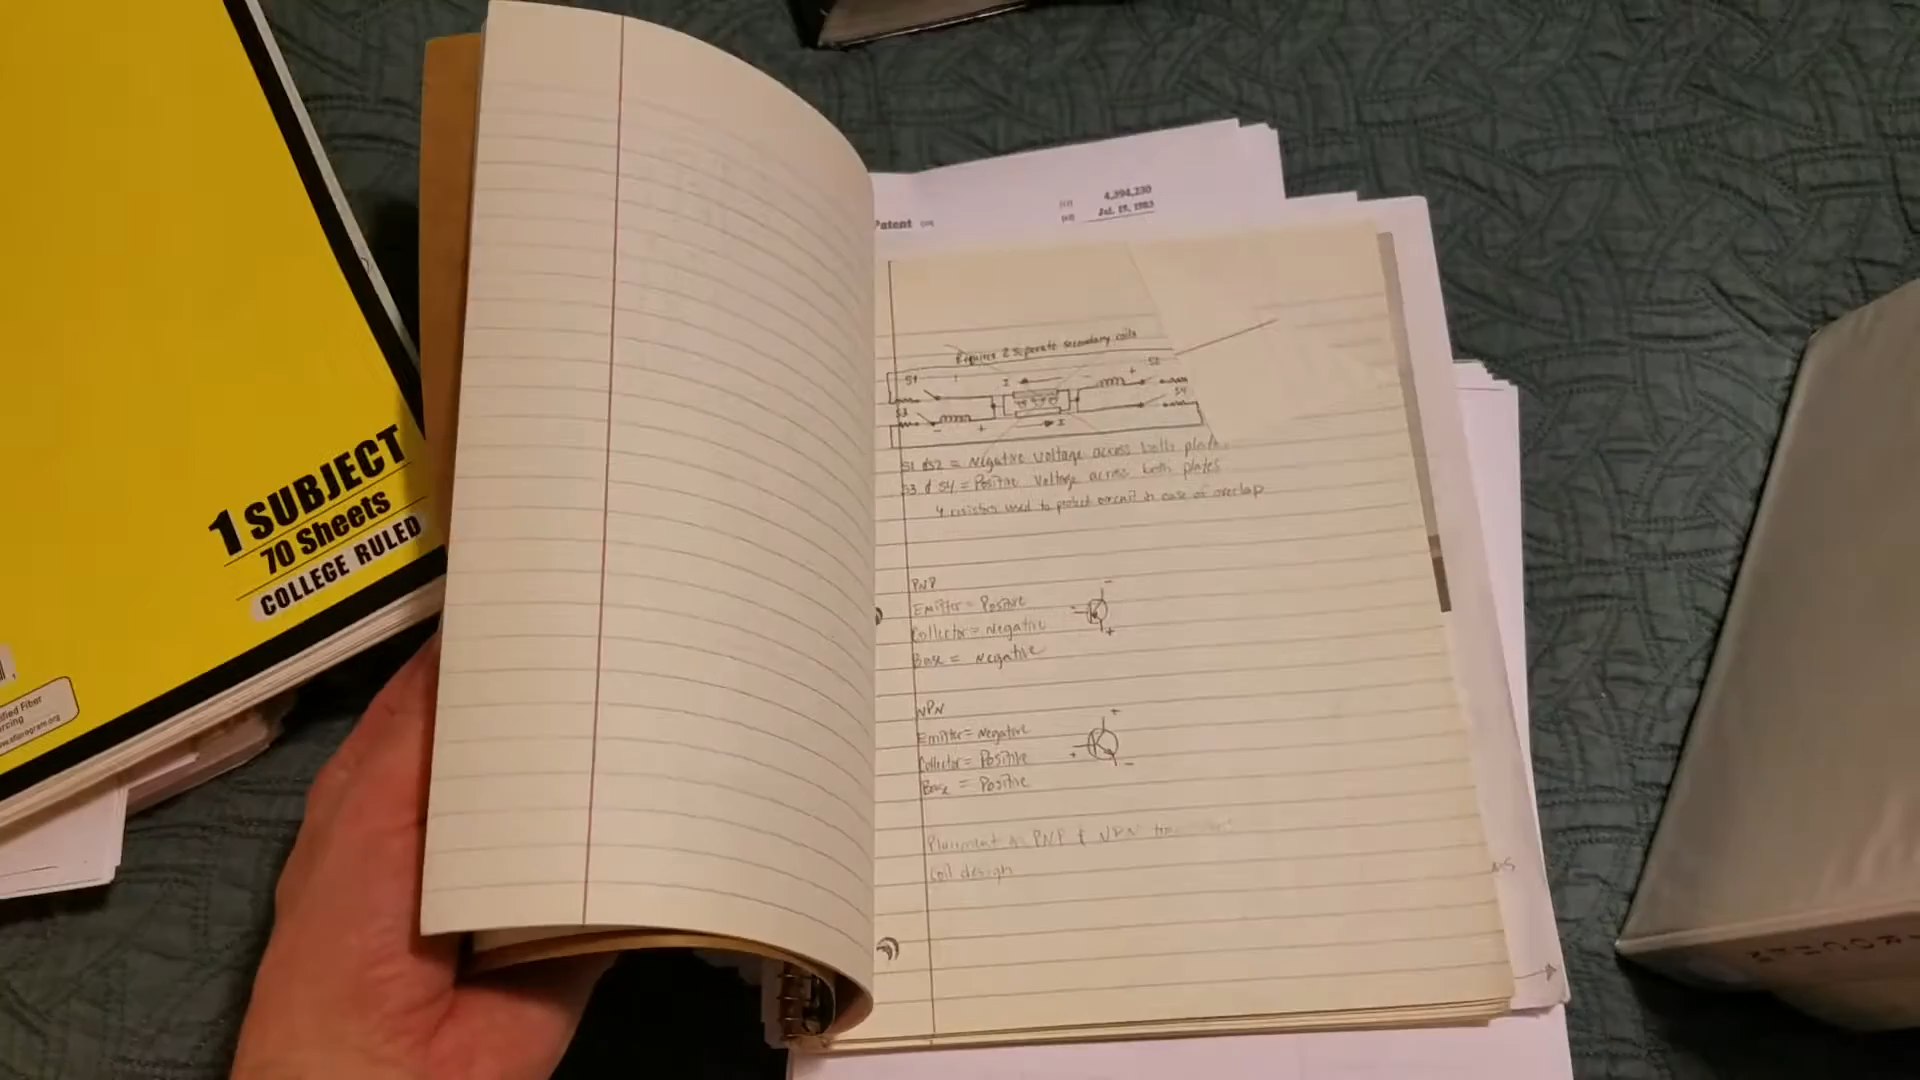 1 SUBJECT
70 Sheets
COLLEGE RULED
Patent
4,394,230
Jul. 19, 1983
Requires 2 seperate secondary coils
S1
I
-
+
S2
S3
-
+
I
S4
S1 & S2 = Negative voltage across both plates
S3 & S4 = Positive voltage across both plates
4 resistors used to protect circuit in case of overlap
PNP
Emitter = Positive
Collector = Negative
Base = Negative
-
-
+
NPN
Emitter = Negative
Collector = Positive
Base = Positive
+
+
-
Placement of PNP & NPN
Coil design